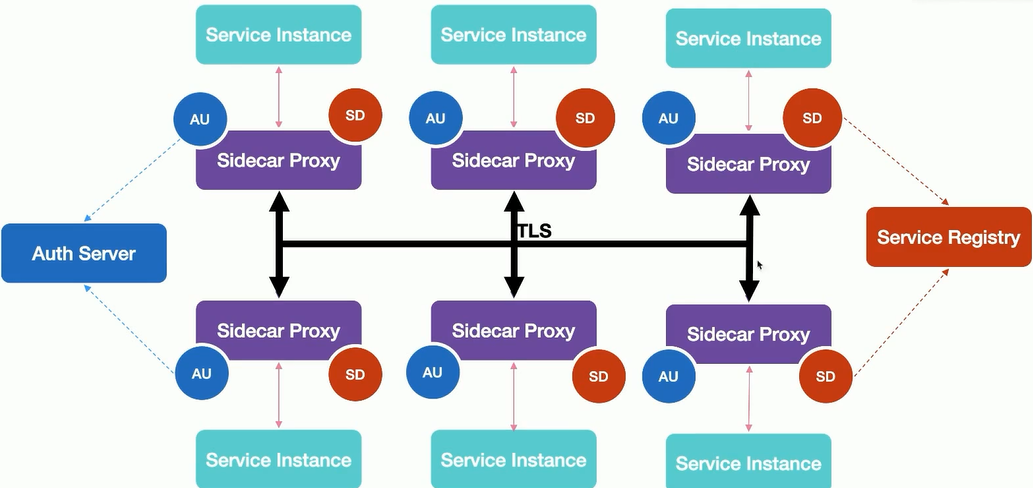 Service Instance
Service Instance
Service Instance
AU
SD
AU
SD
AU
SD
Sidecar Proxy
Sidecar Proxy
Sidecar Proxy
TLS
Auth Server
Service Registry
Sidecar Proxy
Sidecar Proxy
Sidecar Proxy
AU
SD
AU
SD
AU
SD
Service Instance
Service Instance
Service Instance